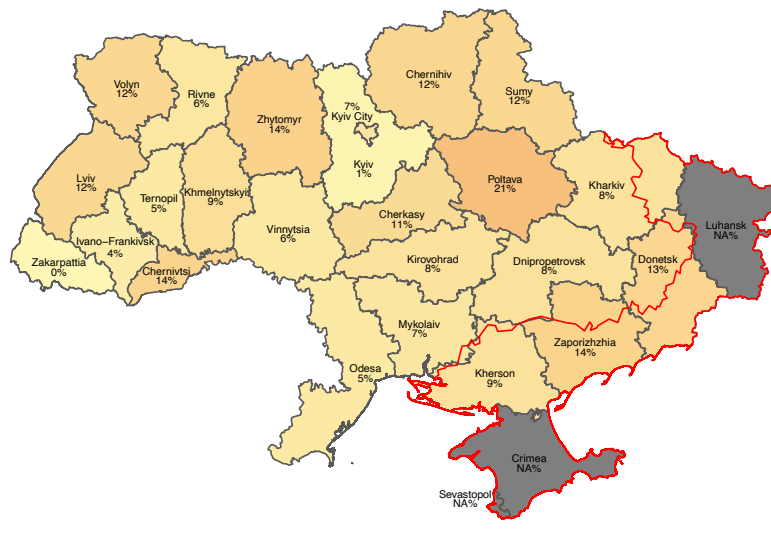 Volyn
12%
Rivne
6%
Zhytomyr
14%
7%
Kyiv City
Kyiv
1%
Chernihiv
12%
Sumy
12%
Lviv
12%
Ternopil
5%
Khmelnytskyi
9%
Vinnytsia
6%
Cherkasy
11%
Poltava
21%
Kharkiv
8%
Luhansk
NA%
Ivano−Frankivsk
4%
Zakarpattia
0%
Chernivtsi
14%
Kirovohrad
8%
Dnipropetrovsk
8%
Donetsk
13%
Mykolaiv
7%
Odesa
5%
Zaporizhzhia
14%
Kherson
9%
Crimea
NA%
Sevastopol
NA%